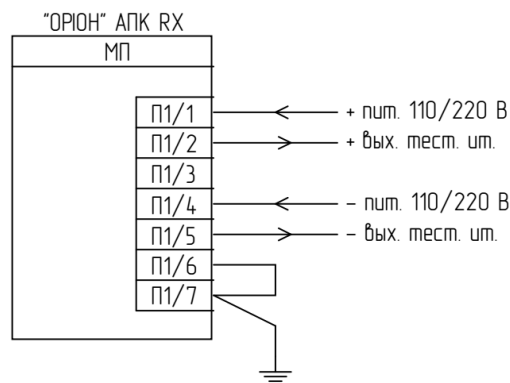 "ОРІОН" АПК RX
МП
П1/1
+ пит. 110/220 В
П1/2
+ вых. тест. ит.
П1/3
П1/4
- пит. 110/220 В
П1/5
- вых. тест. ит.
П1/6
П1/7